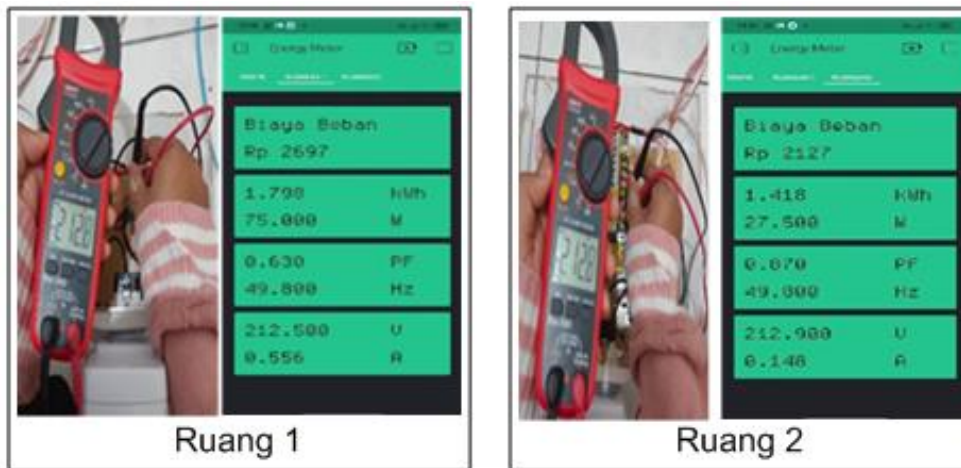 Energy Meter
Biaya Beban
Rp 2697
1.798 kWh
75.000 W
0.630 PF
49.800 Hz
212.500 V
0.556 A
Ruang 1
Energy Meter
Biaya Beban
Rp 2127
1.418 kWh
27.500 W
0.870 PF
49.800 Hz
212.900 V
0.148 A
Ruang 2